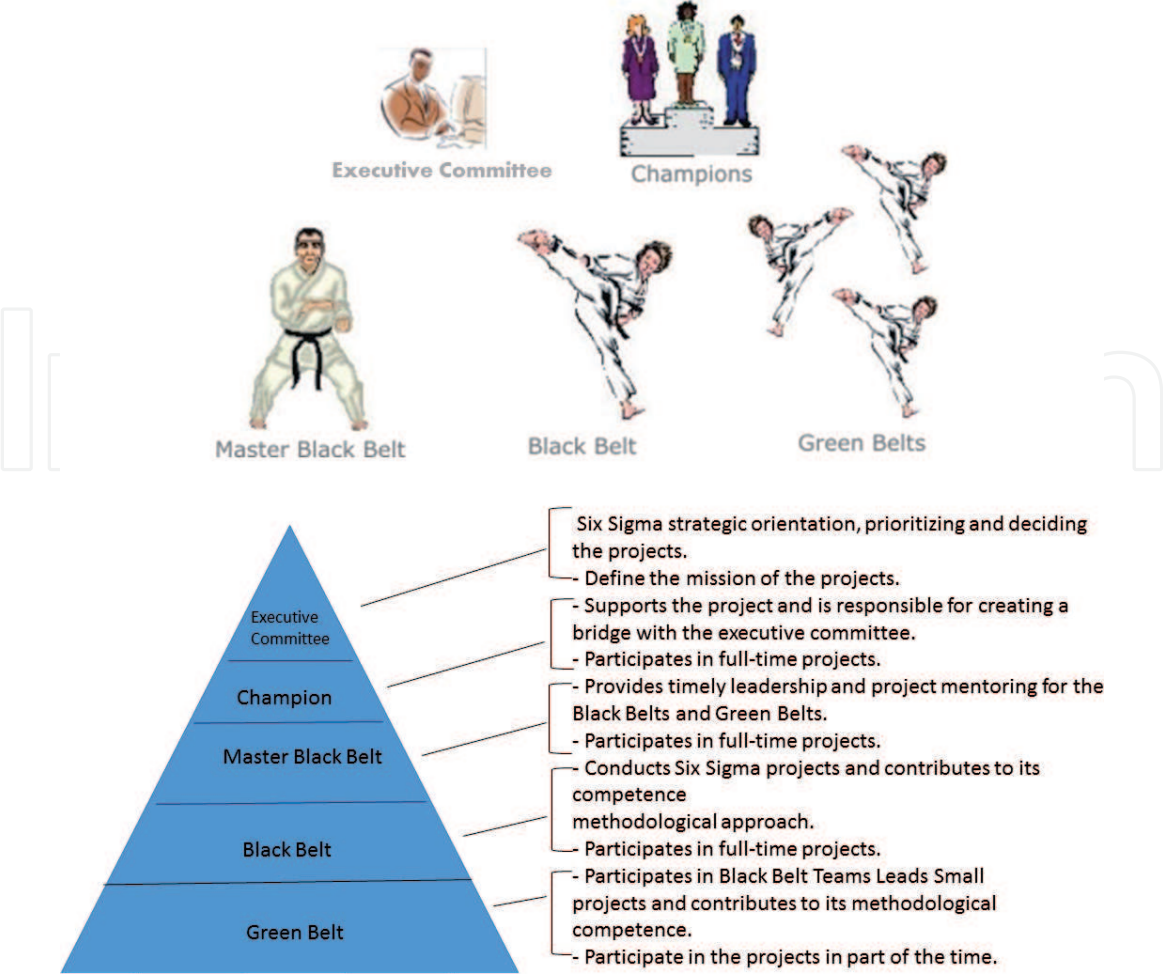 Executive Committee
Champions
Master Black Belt
Black Belt
Green Belts
Executive
Committee
Champion
Master Black Belt
Black Belt
Green Belt
Six Sigma strategic orientation, prioritizing and deciding
the projects.
- Define the mission of the projects.
- Supports the project and is responsible for creating a
bridge with the executive committee.
- Participates in full-time projects.
- Provides timely leadership and project mentoring for the
Black Belts and Green Belts.
- Participates in full-time projects.
- Conducts Six Sigma projects and contributes to its
competence
methodological approach.
- Participates in full-time projects.
- Participates in Black Belt Teams Leads Small
projects and contributes to its methodological
competence.
- Participate in the projects in part of the time.